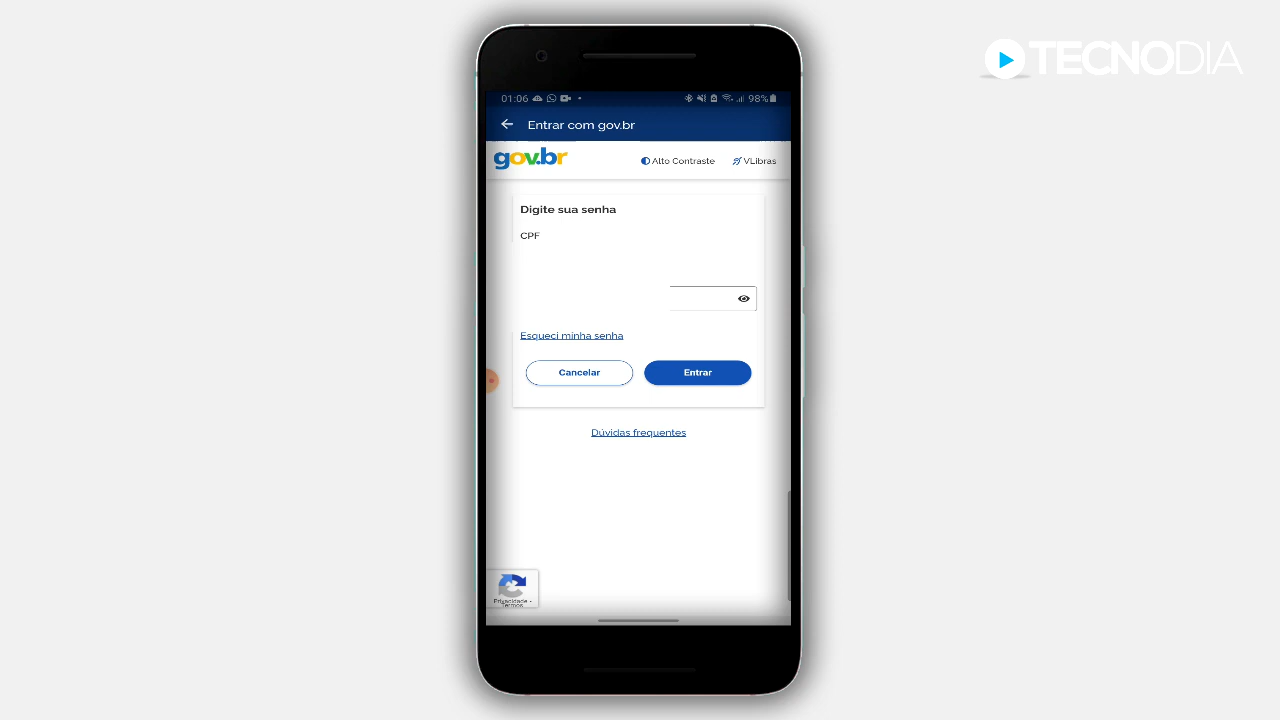 TECNODIA
01:06 98%
Entrar com gov.br
gov.br Alto Contraste VLibras
Digite sua senha
CPF
Esqueci minha senha
Cancelar Entrar
Dúvidas frequentes
Privacidade -
Termos